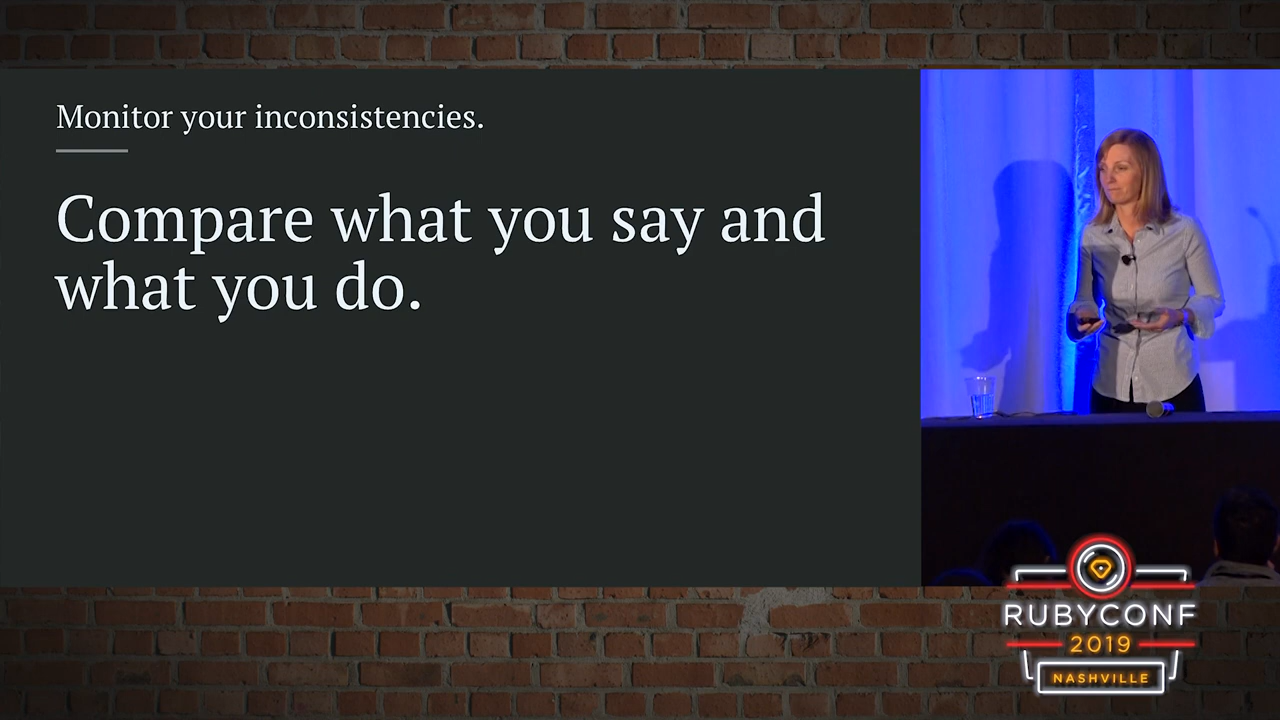 Monitor your inconsistencies.
Compare what you say and
what you do.
RUBYCONF
2019
NASHVILLE